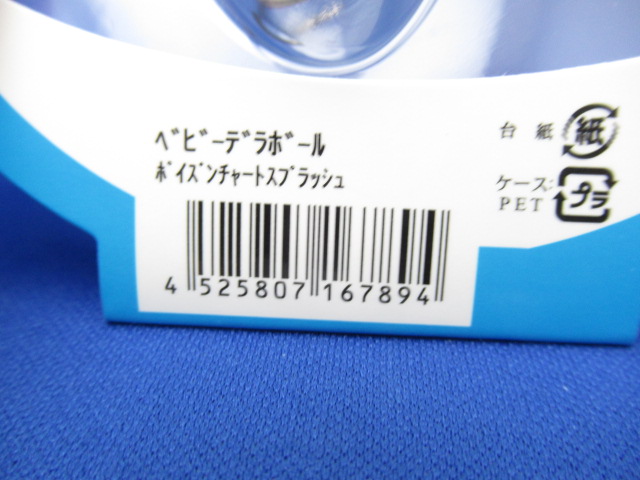 ﾍﾞﾋﾞｰﾃﾞﾗﾎﾞｰﾙ
ﾎﾟｲｽﾞﾝﾁｬｰﾄｽﾌﾟﾗｯｼｭ
4 525807 167894
台紙 紙
ケース:
PET プラ